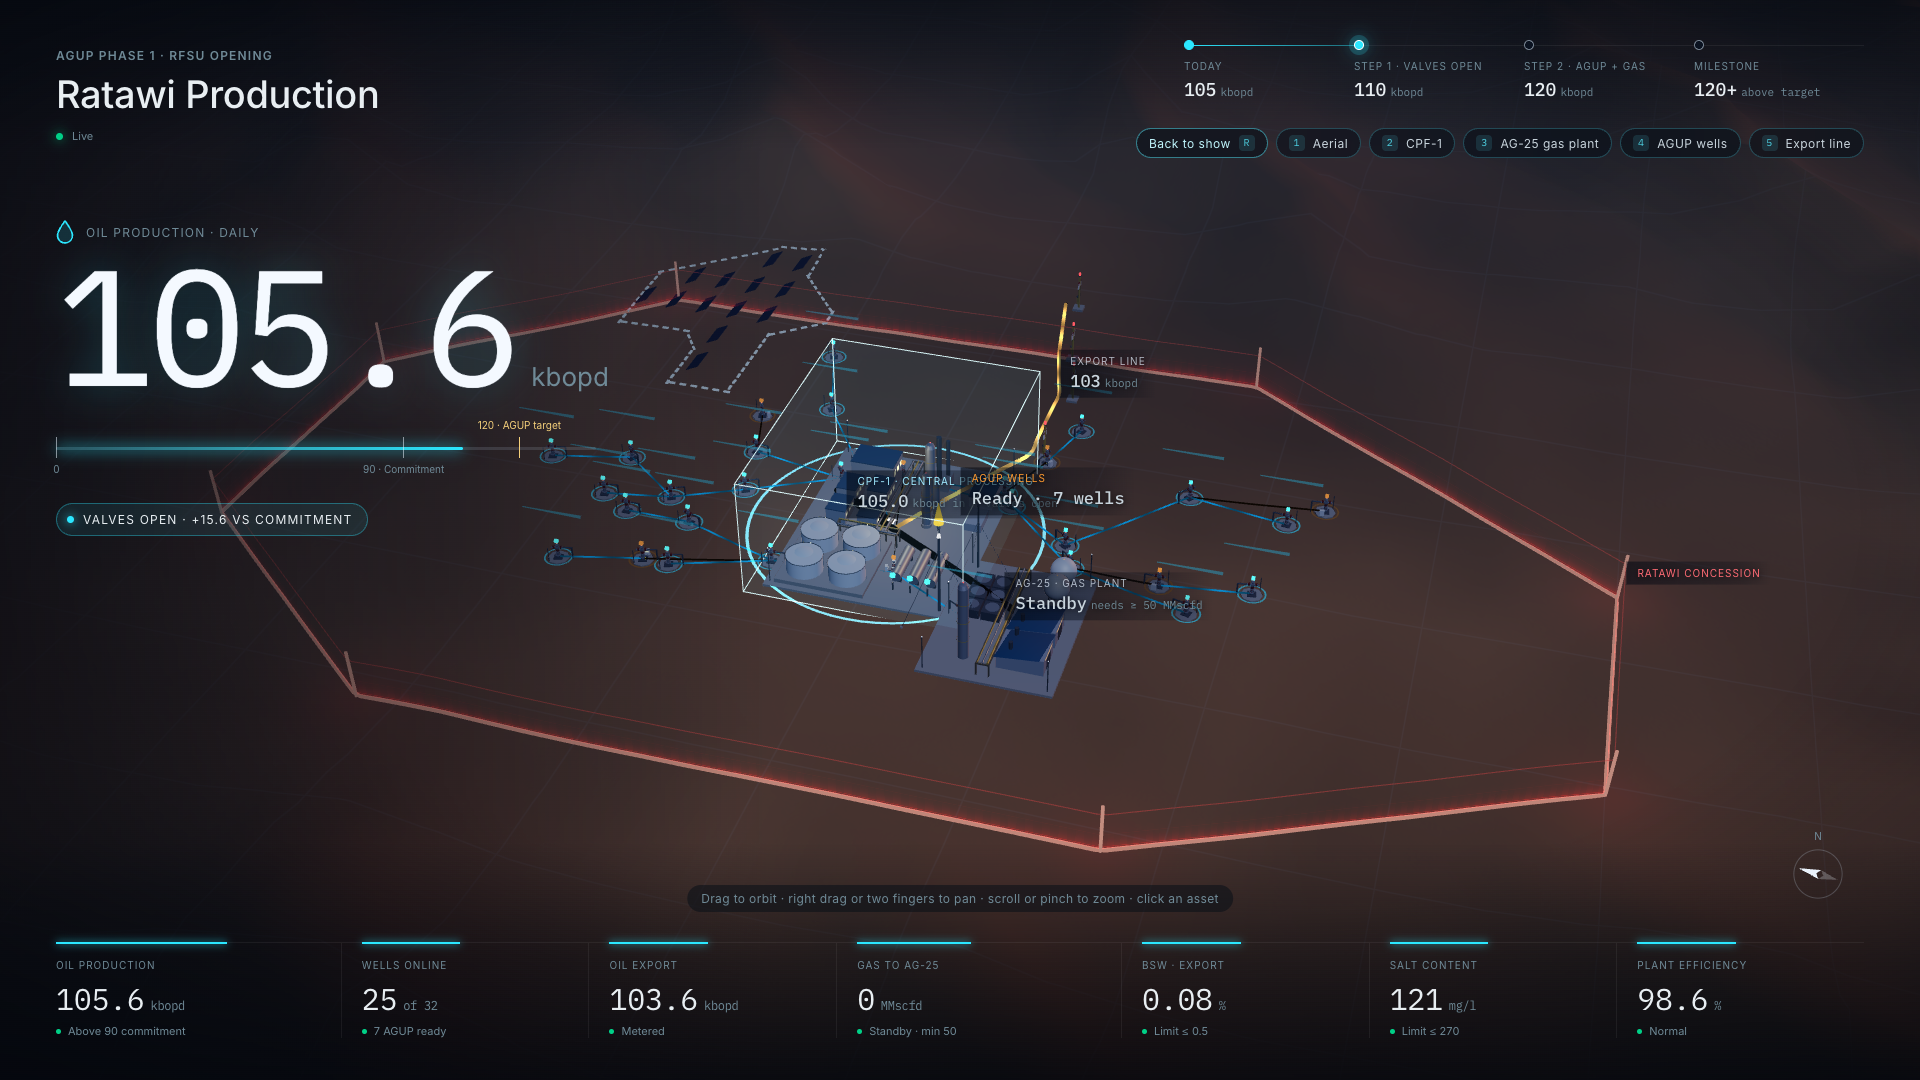 AGUP PHASE 1 · RFSU OPENING
Ratawi Production
Live
TODAY
105 kbopd
STEP 1 · VALVES OPEN
110 kbopd
STEP 2 · AGUP + GAS
120 kbopd
MILESTONE
120+ above target
Back to show R
1 Aerial
2 CPF-1
3 AG-25 gas plant
4 AGUP wells
5 Export line
OIL PRODUCTION · DAILY
105.6 kbopd
120 · AGUP target
0
90 · Commitment
VALVES OPEN · +15.6 VS COMMITMENT
EXPORT LINE
103 kbopd
CPF-1 · CENTRAL
105.0 kbopd
AGUP WELLS
Ready · 7 wells
AG-25 · GAS PLANT
Standby needs ≥ 50 MMscfd
RATAWI CONCESSION
N
Drag to orbit · right drag or two fingers to pan · scroll or pinch to zoom · click an asset
OIL PRODUCTION
105.6 kbopd
Above 90 commitment
WELLS ONLINE
25 of 32
7 AGUP ready
OIL EXPORT
103.6 kbopd
Metered
GAS TO AG-25
0 MMscfd
Standby · min 50
BSW · EXPORT
0.08 %
Limit ≤ 0.5
SALT CONTENT
121 mg/l
Limit ≤ 270
PLANT EFFICIENCY
98.6 %
Normal